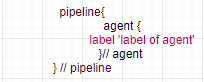 pipeline{
agent {
label 'label of agent'
}// agent
} // pipeline